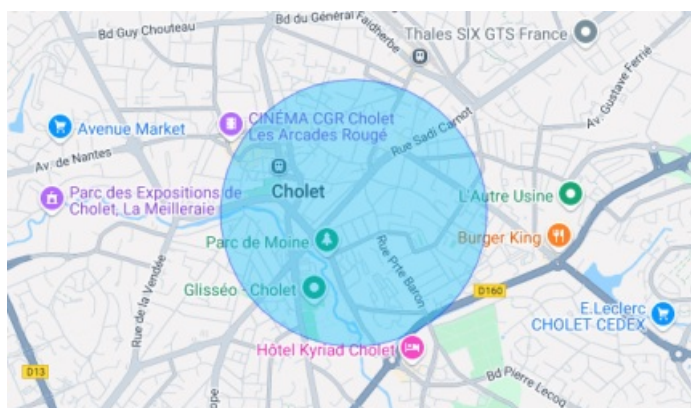 Bd Guy Chouteau
Bd du Général Faidherbe
Thales SIX GTS France
Av. Gustave Ferrié
CINÉMA CGR Cholet
Les Arcades Rougé
Avenue Market
Rue Sadi Carnot
Av. de Nantes
Cholet
Parc des Expositions de
Cholet, La Meilleraie
L'Autre Usine
Parc de Moine
Burger King
Rue de la Vendée
Rue Prte Baron
Glisséo - Cholet
D160
E.Leclerc
CHOLET CEDEX
Hôtel Kyriad Cholet
D13
Bd Pierre Lecoq
ope